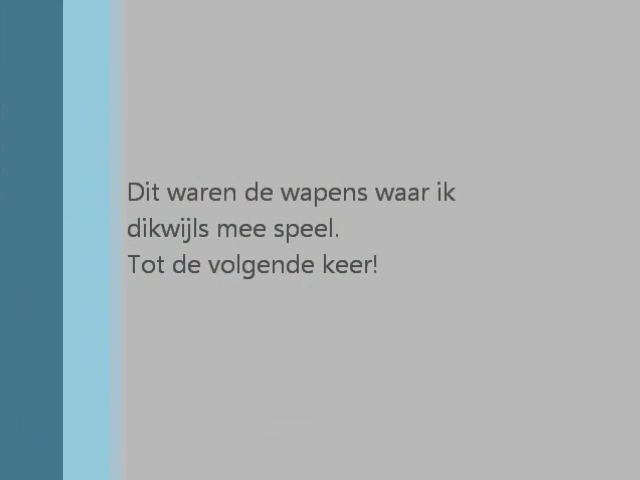 Dit waren de wapens waar ik
dikwijls mee speel.
Tot de volgende keer!